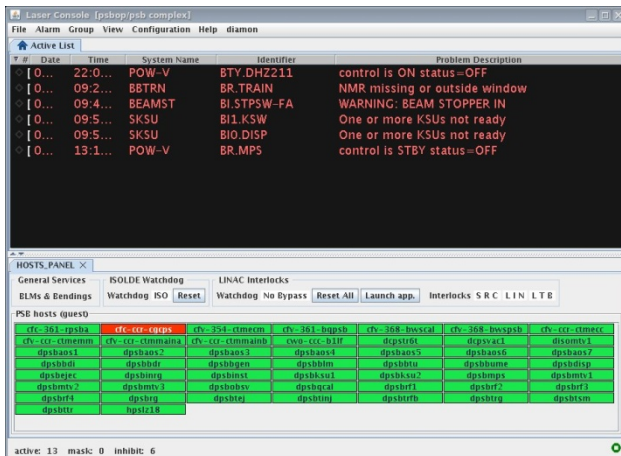 Laser Console [psbop/psb complex]
File Alarm Group View Configuration Help diamon
Active List
# Date Time System Name Identifier Problem Description
[ 0... 22:0... POW-V BTY.DHZ211 control is ON status=OFF
[ 0... 09:2... BBTRN BR.TRAIN NMR missing or outside window
[ 0... 09:4... BEAMST BI.STPSW-FA WARNING: BEAM STOPPER IN
[ 0... 09:5... SKSU BI1.KSW One or more KSUs not ready
[ 0... 09:5... SKSU BI0.DISP One or more KSUs not ready
[ 0... 13:1... POW-V BR.MPS control is STBY status=OFF
HOSTS_PANEL
General Services ISOLDE Watchdog LINAC Interlocks
BLMs & Bendings Watchdog ISO Reset Watchdog No Bypass Reset All Launch app. Interlocks S R C L I N L T B
PSB hosts (guest)
cfc-361-rpsba cfc-ccr-cgcps cfv-354-ctmecm cfv-361-bqpsb cfv-368-bwscal cfv-368-bwspsb cfv-ccr-ctmecc
cfv-ccr-ctmemm cfv-ccr-ctmmaina cfv-ccr-ctmmainb cwo-ccc-b1lf dcpstr6t dcpsvac1 disomtv1
dpsbaos1 dpsbaos2 dpsbaos3 dpsbaos4 dpsbaos5 dpsbaos6 dpsbaos7
dpsbbdi dpsbbdr dpsbbgen dpsbblm dpsbbtu dpsbbume dpsbdisp
dpsbejec dpsbinrg dpsbinst dpsbksu1 dpsbksu2 dpsbmps dpsbmtv1
dpsbmtv2 dpsbmtv3 dpsbobsv dpsbqcal dpsbrf1 dpsbrf2 dpsbrf3
dpsbrf4 dpsbrg dpsbtej dpsbtinj dpsbtrfb dpsbtrg dpsbtsm
dpsbttr hpslz18
active: 13 mask: 0 inhibit: 6